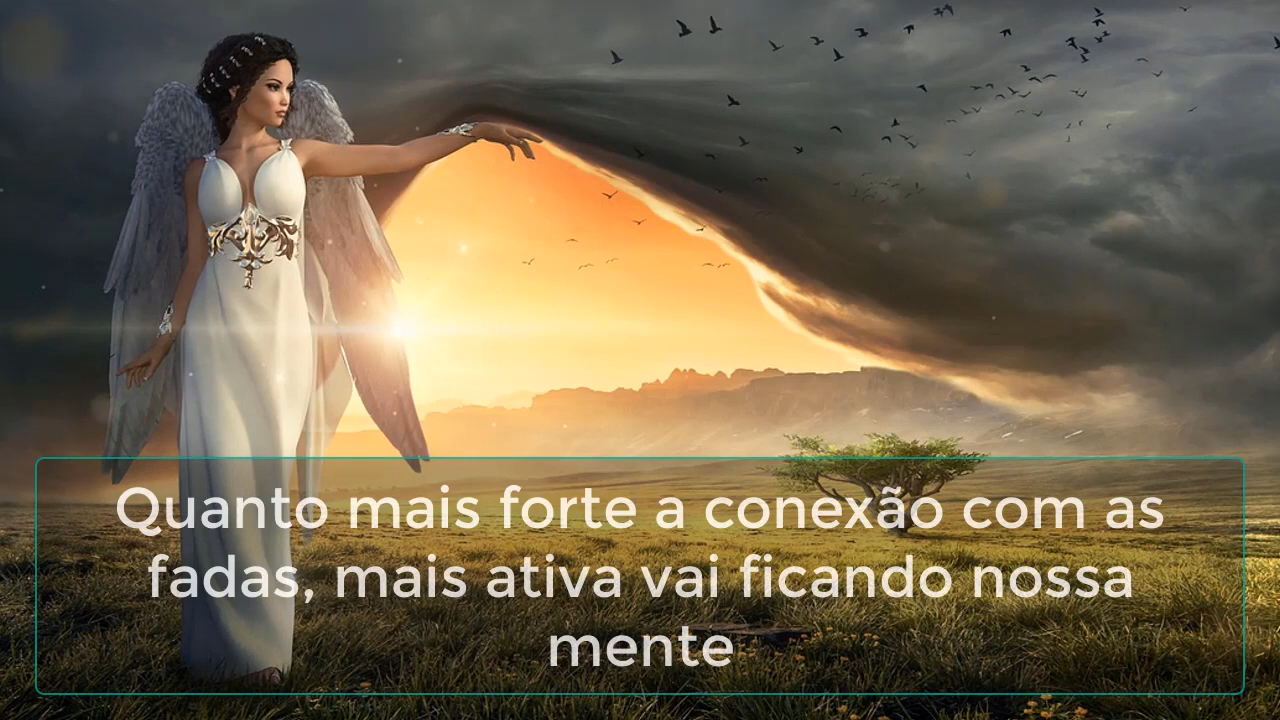 Quanto mais forte a conexão com as
fadas, mais ativa vai ficando nossa
mente